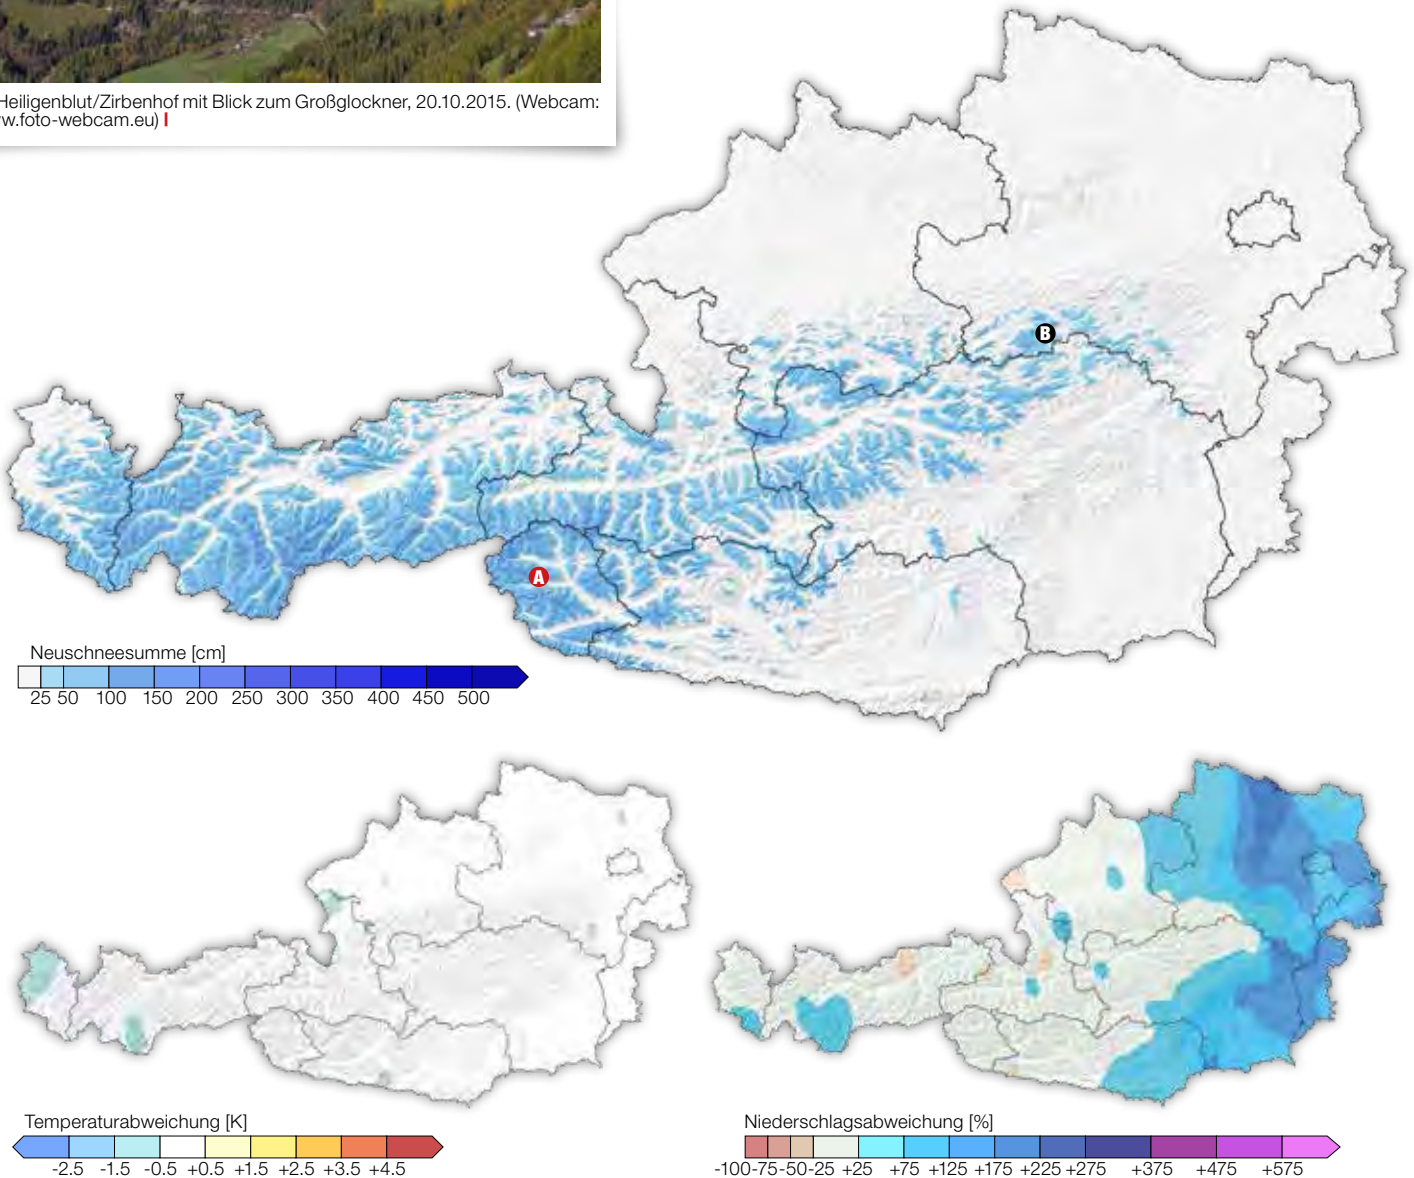 Heiligenblut/Zirbenhof mit Blick zum Großglockner, 20.10.2015. (Webcam:
w.foto-webcam.eu) I
B
A
Neuschneesumme [cm]
25 50 100 150 200 250 300 350 400 450 500
Temperaturabweichung [K]
-2.5 -1.5 -0.5 +0.5 +1.5 +2.5 +3.5 +4.5
Niederschlagsabweichung [%]
-100 -75 -50 -25 +25 +75 +125 +175 +225 +275 +375 +475 +575